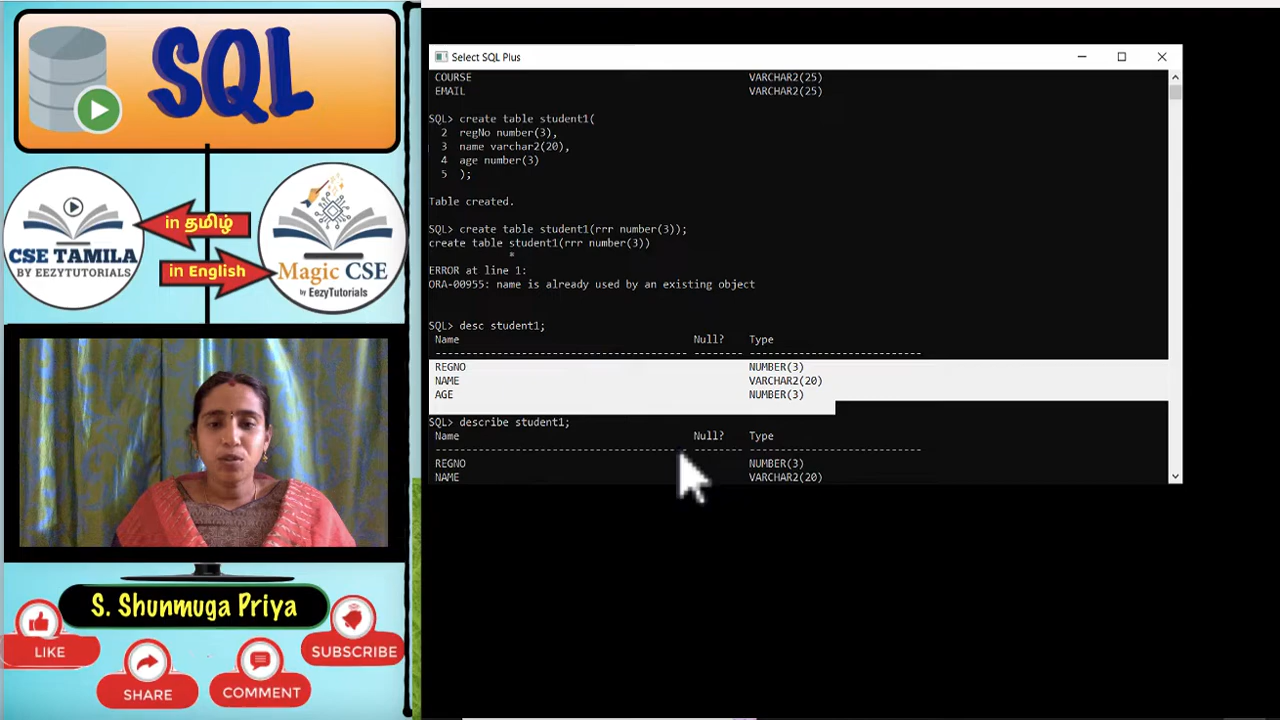 SQL
in தமிழ்
CSE TAMILA
BY EEZYTUTORIALS
in English
Magic CSE
by EezyTutorials
S. Shunmuga Priya
LIKE
SHARE
COMMENT
SUBSCRIBE
Select SQL Plus
COURSE VARCHAR2(25)
EMAIL VARCHAR2(25)
SQL> create table student1(
2 regNo number(3),
3 name varchar2(20),
4 age number(3)
5 );
Table created.
SQL> create table student1(rrr number(3));
create table student1(rrr number(3))
*
ERROR at line 1:
ORA-00955: name is already used by an existing object
SQL> desc student1;
Name Null? Type
----------------------------------------- -------- ----------------------------
REGNO NUMBER(3)
NAME VARCHAR2(20)
AGE NUMBER(3)
SQL> describe student1;
Name Null? Type
----------------------------------------- -------- ----------------------------
REGNO NUMBER(3)
NAME VARCHAR2(20)